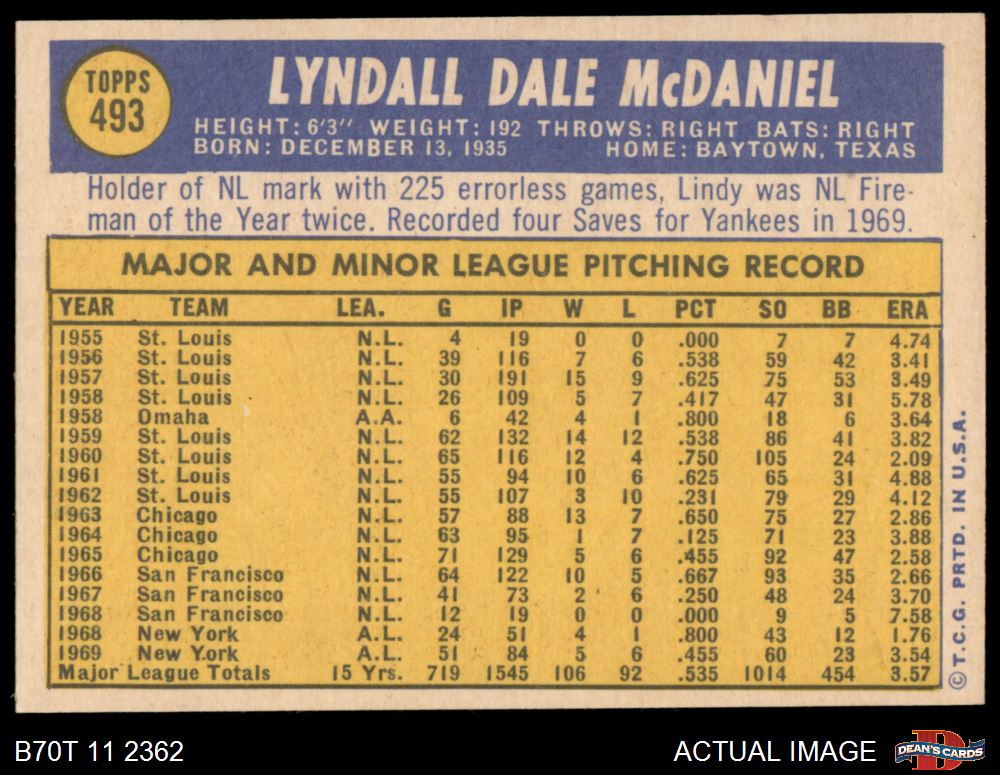 TOPPS
493
LYNDALL DALE McDANIEL
HEIGHT: 6'3" WEIGHT: 192 THROWS: RIGHT BATS: RIGHT
BORN: DECEMBER 13, 1935 HOME: BAYTOWN, TEXAS
Holder of NL mark with 225 errorless games, Lindy was NL Fire-
man of the Year twice. Recorded four Saves for Yankees in 1969.
MAJOR AND MINOR LEAGUE PITCHING RECORD
YEAR TEAM LEA. G IP W L PCT SO BB ERA
1955 St. Louis N.L. 4 19 0 0 .000 7 7 4.74
1956 St. Louis N.L. 39 116 7 6 .538 59 42 3.41
1957 St. Louis N.L. 30 191 15 9 .625 75 53 3.49
1958 St. Louis N.L. 26 109 5 7 .417 47 31 5.78
1958 Omaha A.A. 6 42 4 1 .800 18 6 3.64
1959 St. Louis N.L. 62 132 14 12 .538 86 41 3.82
1960 St. Louis N.L. 65 116 12 4 .750 105 24 2.09
1961 St. Louis N.L. 55 94 10 6 .625 65 31 4.88
1962 St. Louis N.L. 55 107 3 10 .231 79 29 4.12
1963 Chicago N.L. 57 88 13 7 .650 75 27 2.86
1964 Chicago N.L. 63 95 1 7 .125 71 23 3.88
1965 Chicago N.L. 71 129 5 6 .455 92 47 2.58
1966 San Francisco N.L. 64 122 10 5 .667 93 35 2.66
1967 San Francisco N.L. 41 73 2 6 .250 48 24 3.70
1968 San Francisco N.L. 12 19 0 0 .000 9 5 7.58
1968 New York A.L. 24 51 4 1 .800 43 12 1.76
1969 New York A.L. 51 84 5 6 .455 60 23 3.54
Major League Totals 15 Yrs. 719 1545 106 92 .535 1014 454 3.57
©T.C.G. PRTD. IN U.S.A.
B70T 11 2362
ACTUAL IMAGE
DEAN'S CARDS